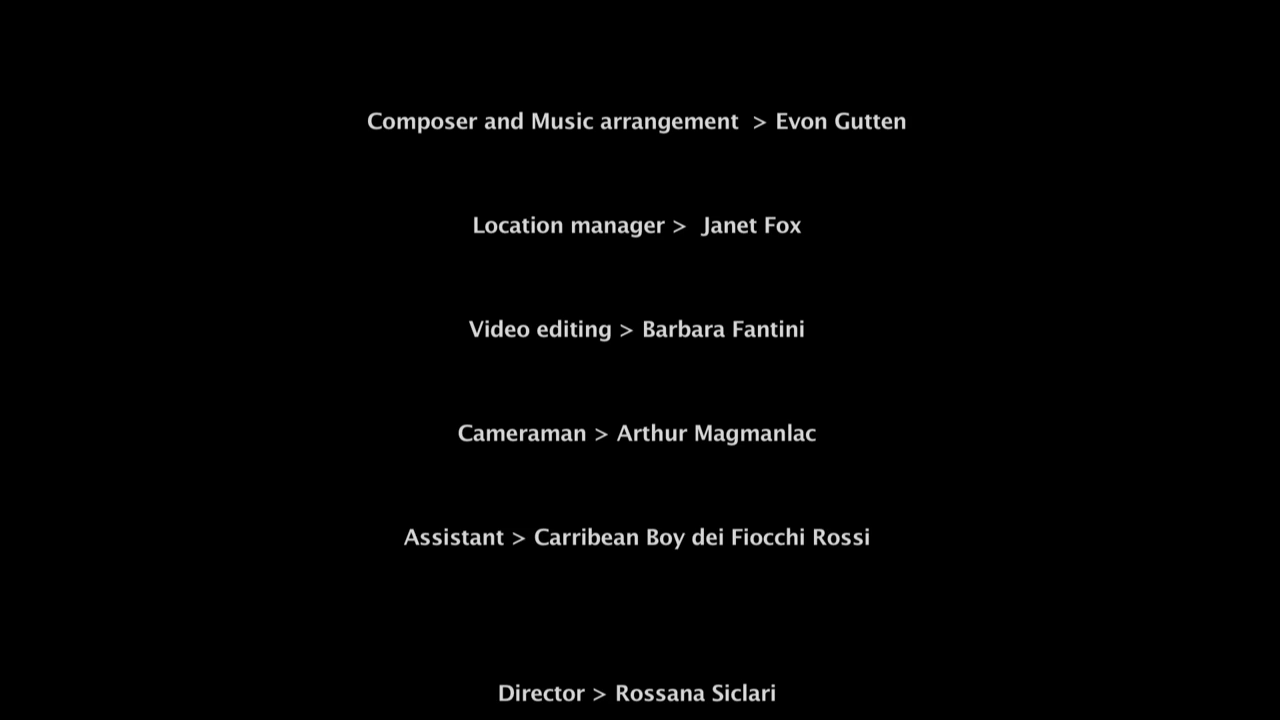 Composer and Music arrangement  > Evon Gutten
Location manager >  Janet Fox
Video editing > Barbara Fantini
Cameraman > Arthur Magmanlac
Assistant > Carribean Boy dei Fiocchi Rossi
Director > Rossana Siclari